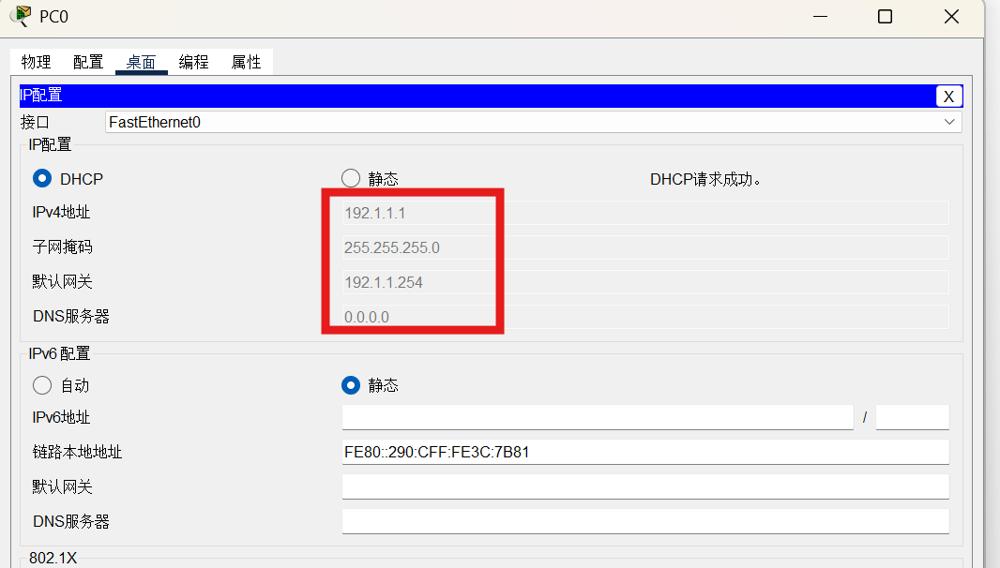 PC0
物理 配置 桌面 编程 属性
IP配置 X
接口 FastEthernet0
IP配置
DHCP 静态 DHCP请求成功。
IPv4地址 192.1.1.1
子网掩码 255.255.255.0
默认网关 192.1.1.254
DNS服务器 0.0.0.0
IPv6 配置
自动 静态
IPv6地址 /
链路本地地址 FE80::290:CFF:FE3C:7B81
默认网关
DNS服务器
802.1X